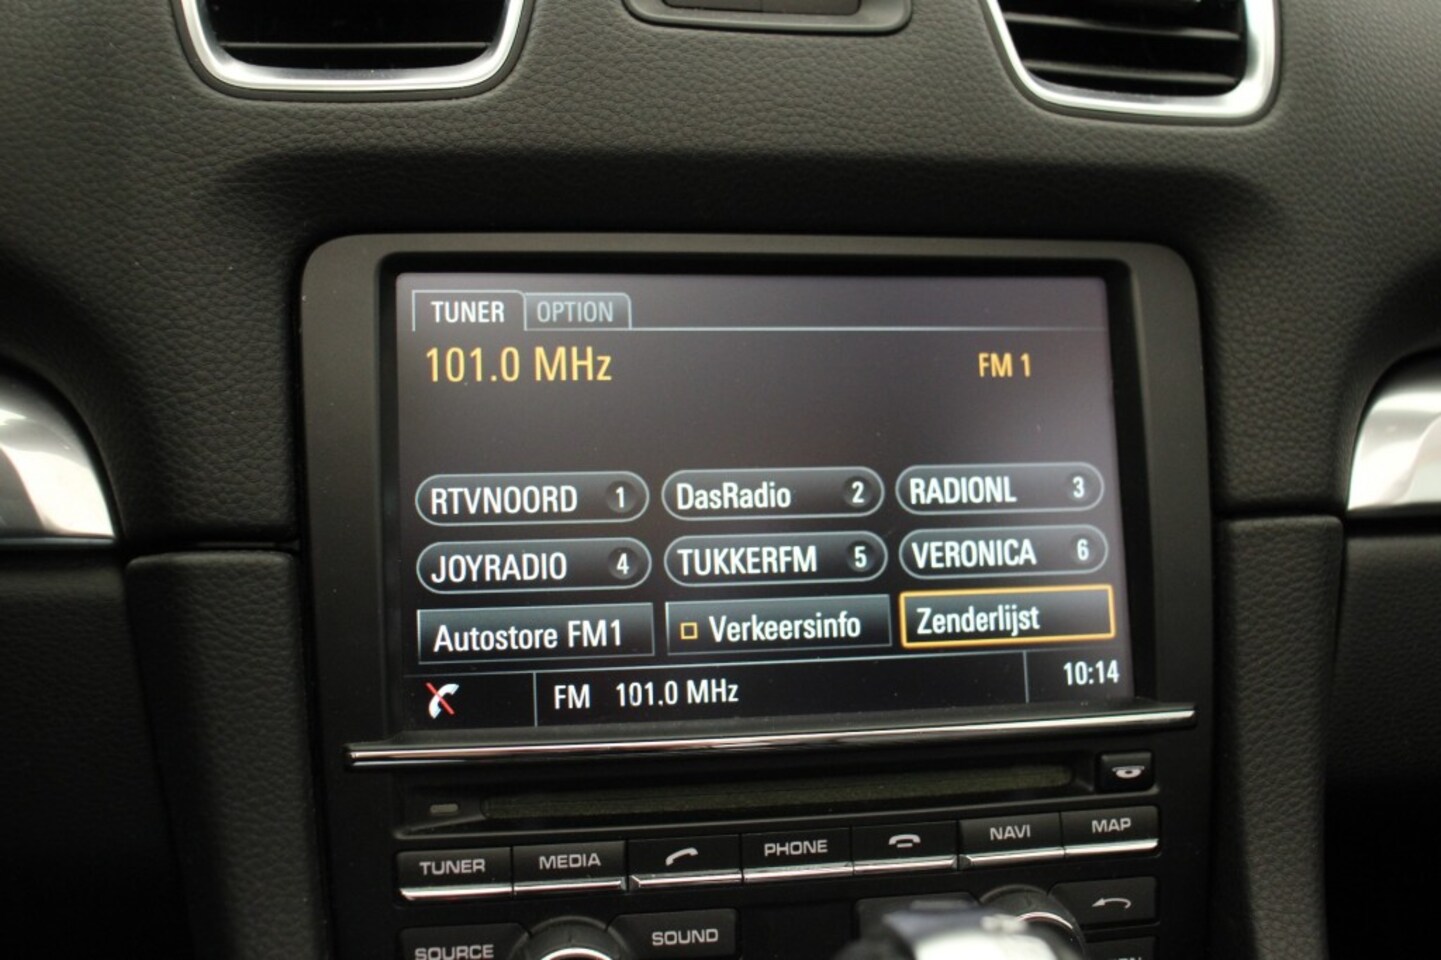 TUNER OPTION
101.0 MHz FM 1
RTVNOORD 1 DasRadio 2 RADIONL 3
JOYRADIO 4 TUKKERFM 5 VERONICA 6
Autostore FM1 Verkeersinfo Zenderlijst
FM 101.0 MHz 10:14
TUNER MEDIA PHONE NAVI MAP
SOURCE SOUND